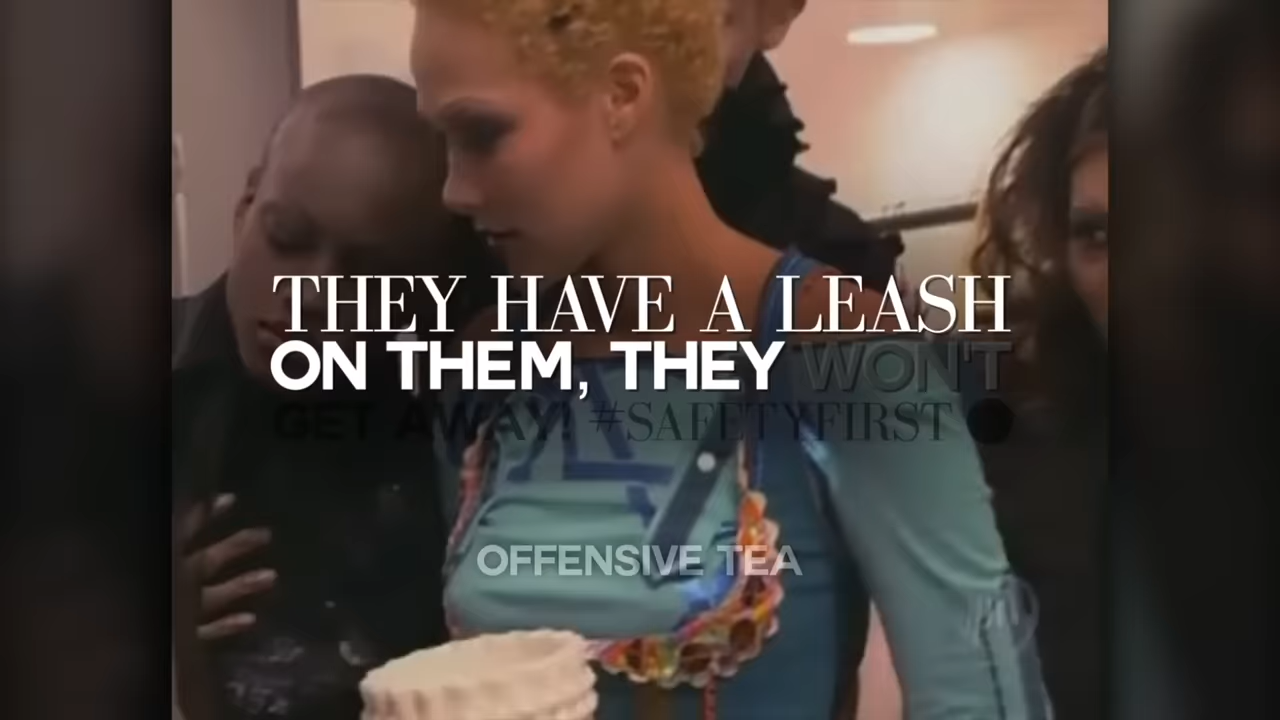 THEY HAVE A LEASH
ON THEM, THEY WON'T
GET AWAY! #SAFETYFIRST
OFFENSIVE TEA